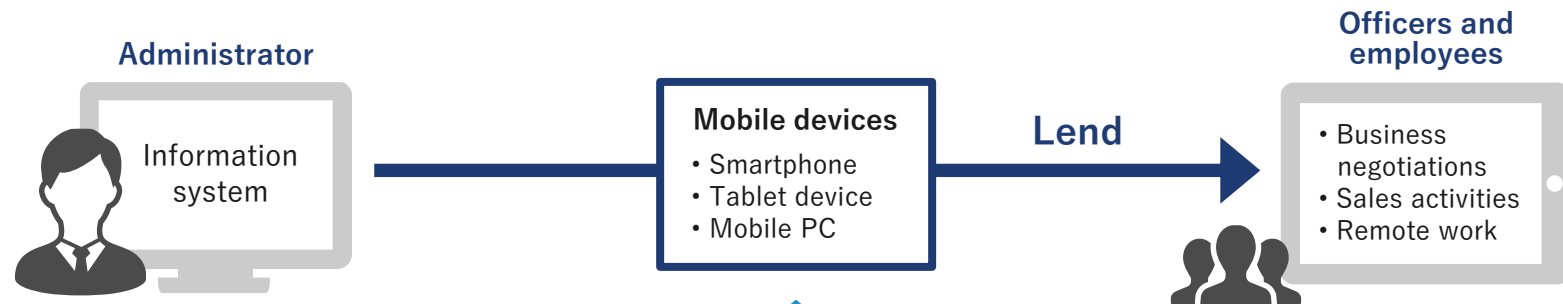 Administrator
Information
system
Mobile devices
• Smartphone
• Tablet device
• Mobile PC
Lend
Officers and
employees
• Business
negotiations
• Sales activities
• Remote work